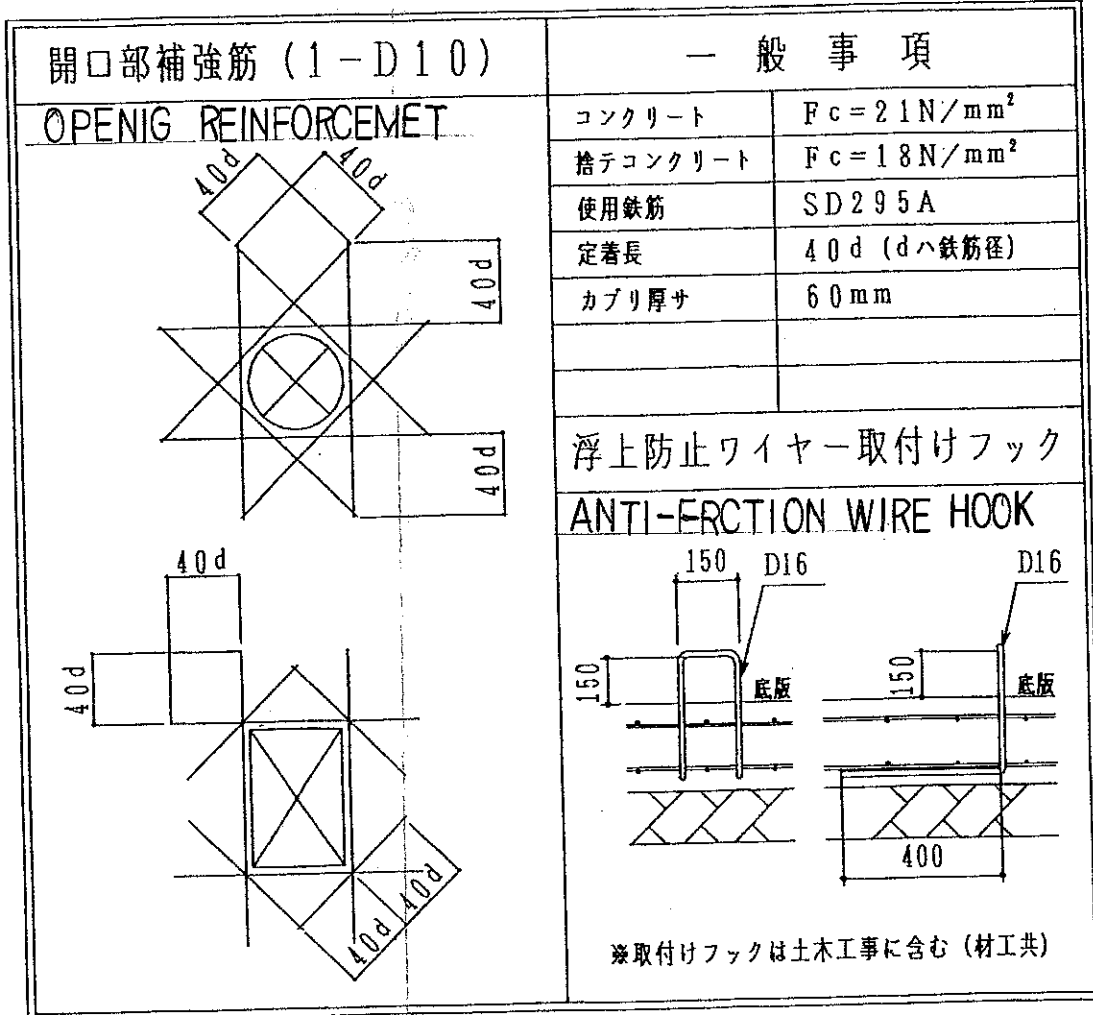 開口部補強筋(1-D10)
OPENIG REINFORCEMET
40d
40d
40d
40d
40d
40d
40d
40d
一般事項
コンクリート Fc=21N/mm²
捨テコンクリート Fc=18N/mm²
使用鉄筋 SD295A
定着長 40d (dハ鉄筋径)
カブリ厚サ 60mm
浮上防止ワイヤー取付けフック
ANTI-FRCTION WIRE HOOK
150 D16
150
底版
D16
150
底版
400
※取付けフックは土木工事に含む(材工共)